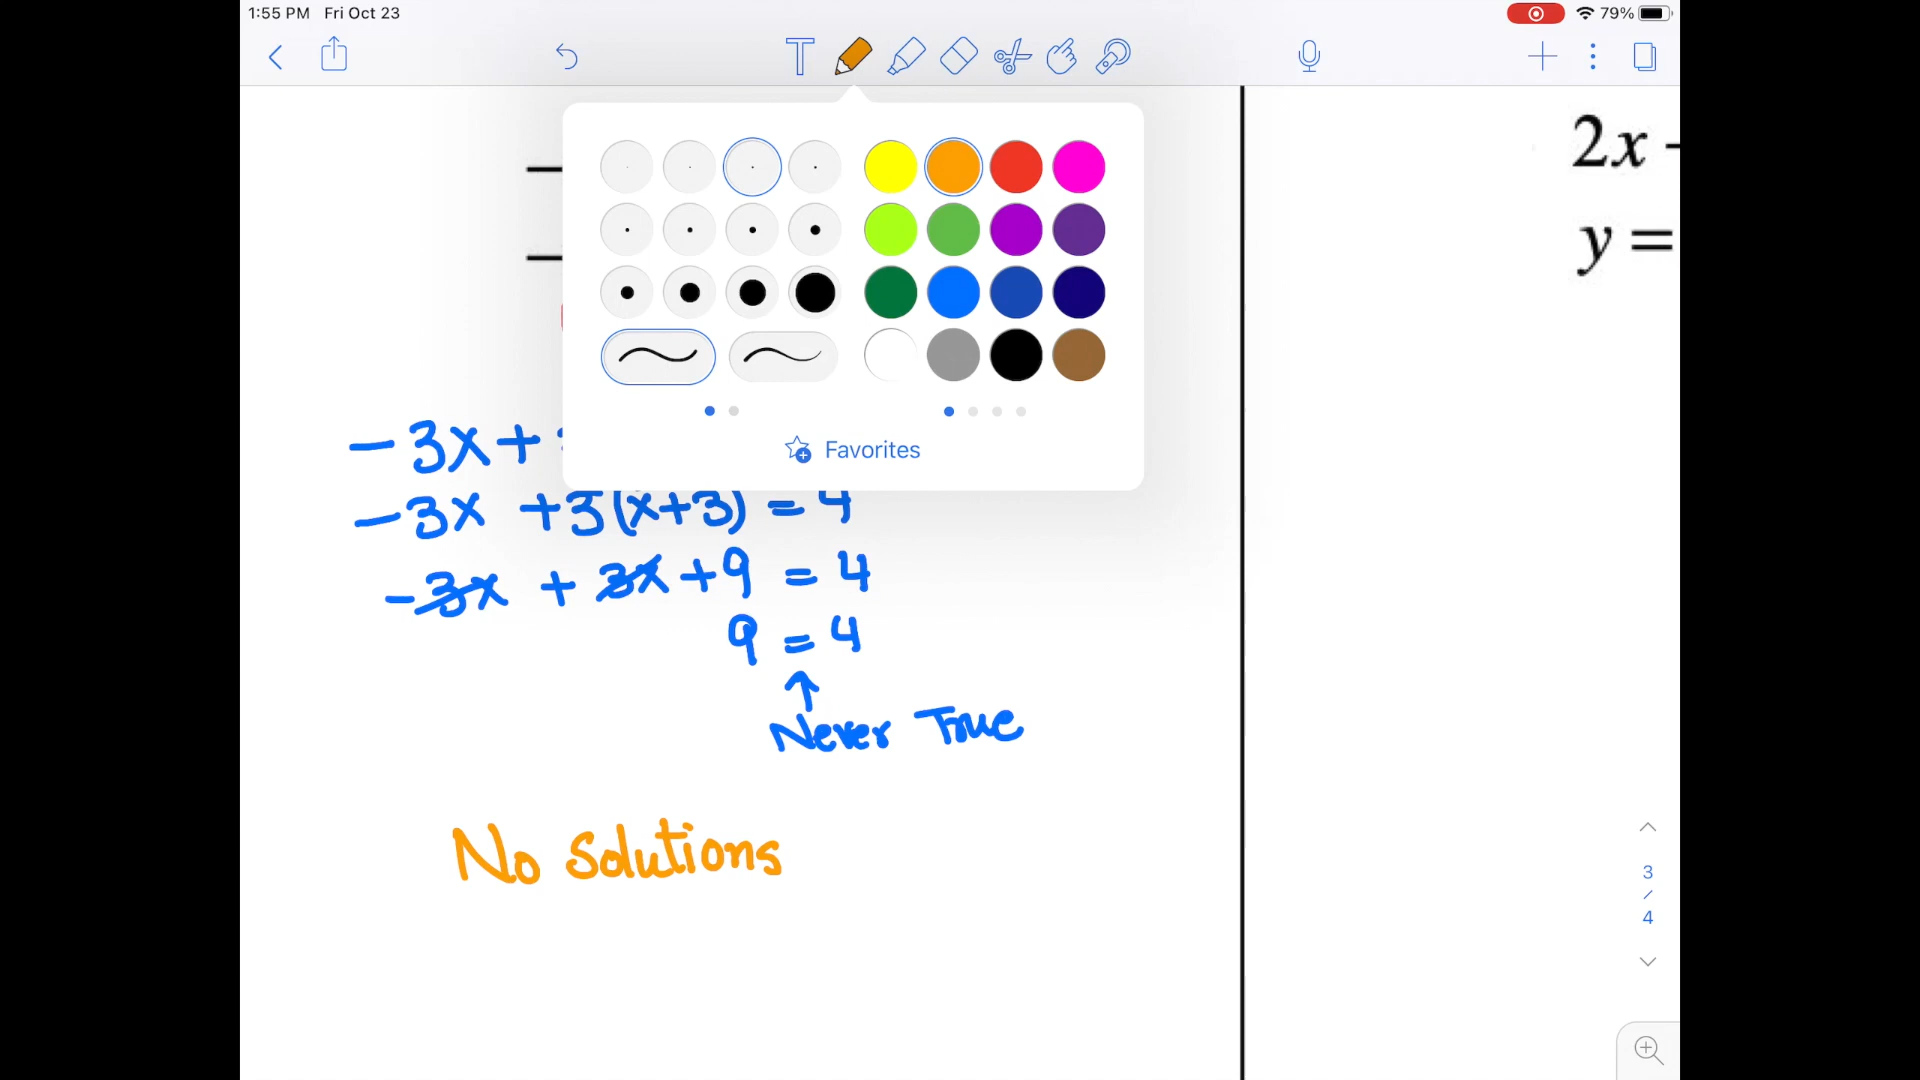 1:55 PM Fri Oct 23
79%
T
2x -
y =
−
−
Favorites
−3x+
−3x +3(x+3) = 4
−3x + 3x +9 = 4
9 = 4
↑
Never True
No Solutions
3
/
4